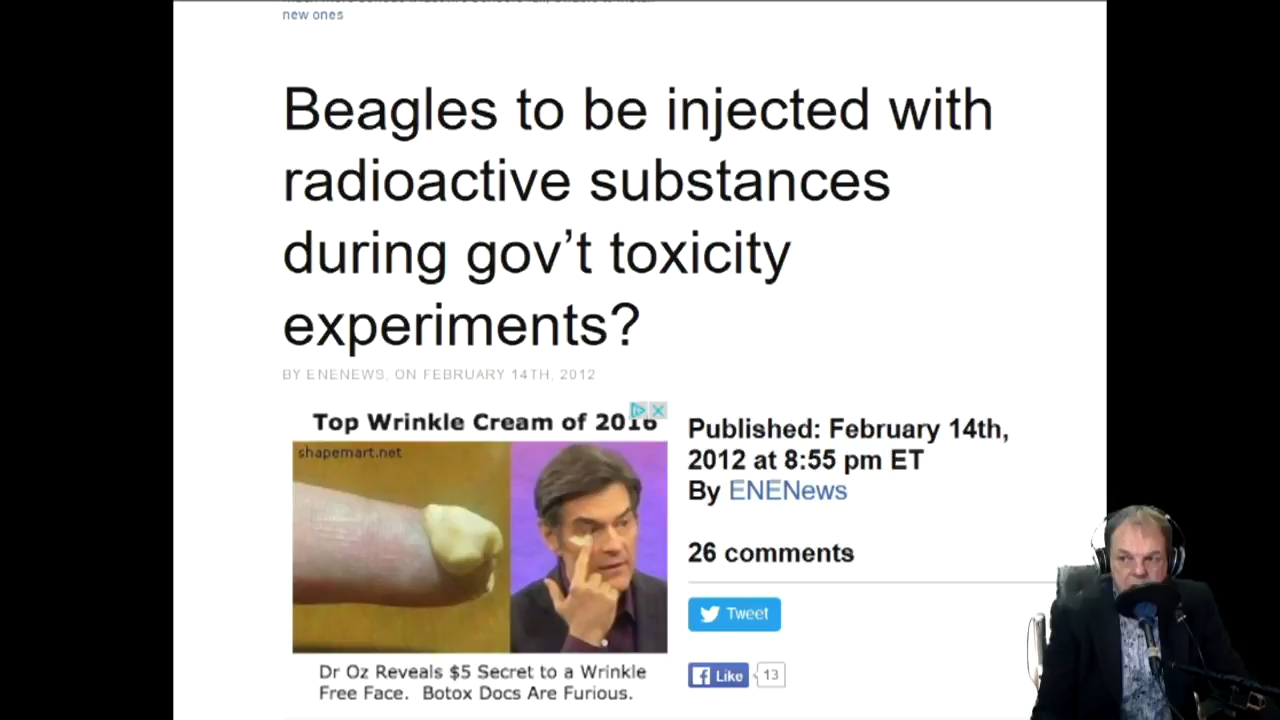 new ones
Beagles to be injected with
radioactive substances
during gov’t toxicity
experiments?
BY ENENEWS, ON FEBRUARY 14TH, 2012
Top Wrinkle Cream of 2016
shapemart.net
Dr Oz Reveals $5 Secret to a Wrinkle
Free Face. Botox Docs Are Furious.
Published: February 14th,
2012 at 8:55 pm ET
By ENENews
26 comments
Tweet
Like 13